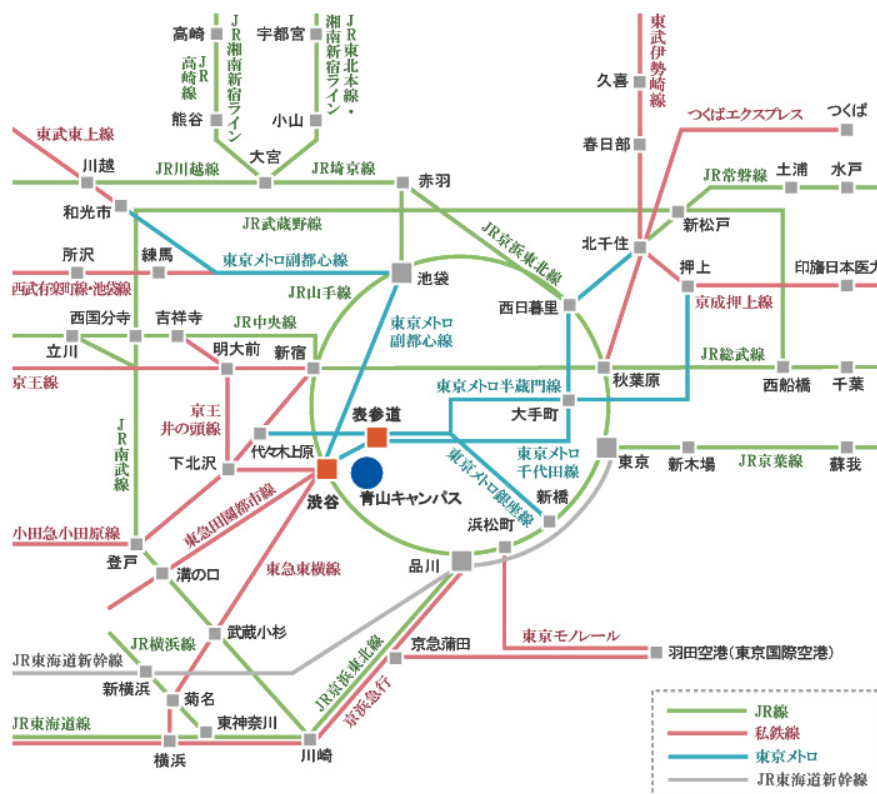 高崎
JR湘南新宿ライン
JR高崎線
宇都宮
JR東北本線・湘南新宿ライン
東武伊勢崎線
久喜
つくばエクスプレス
つくば
熊谷
小山
東武東上線
川越
JR川越線
大宮
JR埼京線
赤羽
春日部
JR常磐線
土浦
水戸
和光市
JR武蔵野線
JR京浜東北線
新松戸
北千住
所沢
練馬
東京メトロ副都心線
池袋
押上
印旛日本医大
西武有楽町線・池袋線
JR山手線
西日暮里
京成押上線
西国分寺
吉祥寺
JR中央線
東京メトロ
副都心線
立川
明大前
新宿
秋葉原
JR総武線
西船橋
千葉
京王線
東京メトロ半蔵門線
大手町
京王
井の頭線
表参道
JR南武線
代々木上原
東京メトロ
千代田線
東京
新木場
JR京葉線
蘇我
下北沢
渋谷
青山キャンパス
東京メトロ銀座線
新橋
浜松町
小田急小田原線
登戸
東急田園都市線
溝の口
東急東横線
品川
JR横浜線
武蔵小杉
京急蒲田
東京モノレール
羽田空港(東京国際空港)
JR東海道新幹線
新横浜
菊名
JR京浜東北線
京浜急行
JR東海道線
東神奈川
横浜
川崎
JR線
私鉄線
東京メトロ
JR東海道新幹線